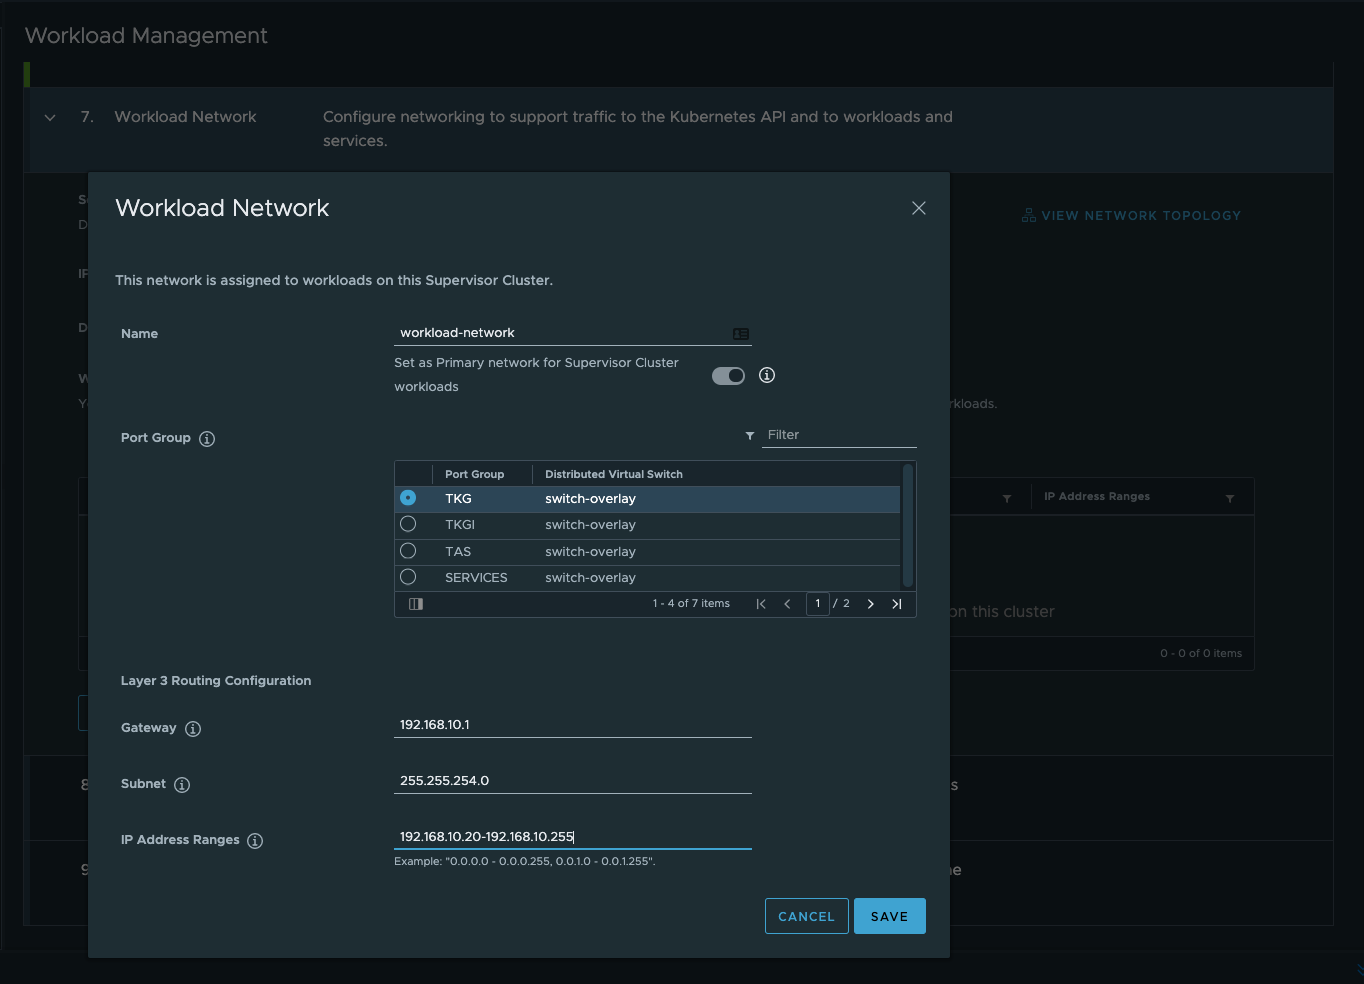 Workload Management
7. Workload Network
Configure networking to support traffic to the Kubernetes API and to workloads and
services.
VIEW NETWORK TOPOLOGY
Workload Network
This network is assigned to workloads on this Supervisor Cluster.
Name
workload-network
Set as Primary network for Supervisor Cluster
workloads
Port Group
Filter
Port Group Distributed Virtual Switch
TKG switch-overlay
TKGI switch-overlay
TAS switch-overlay
SERVICES switch-overlay
1 - 4 of 7 items
1 / 2
IP Address Ranges
on this cluster
0 - 0 of 0 items
Layer 3 Routing Configuration
Gateway
192.168.10.1
Subnet
255.255.254.0
IP Address Ranges
192.168.10.20-192.168.10.255
Example: "0.0.0.0 - 0.0.0.255, 0.0.1.0 - 0.0.1.255".
CANCEL
SAVE